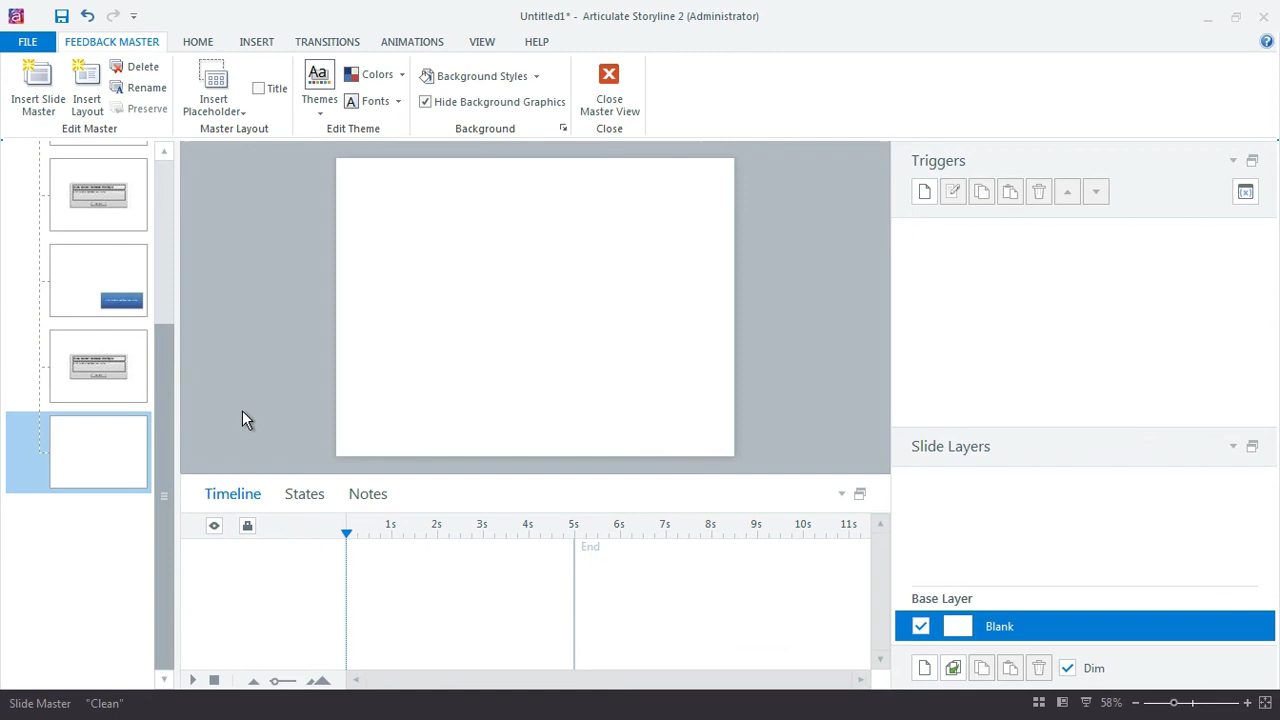 Untitled1* - Articulate Storyline 2 (Administrator)
FILE FEEDBACK MASTER HOME INSERT TRANSITIONS ANIMATIONS VIEW HELP
Insert Slide Master
Insert Layout
Delete
Rename
Preserve
Edit Master
Insert Placeholder
Title
Master Layout
Aa
Themes
Colors
Fonts
Edit Theme
Background Styles
Hide Background Graphics
Background
Close Master View
Close
Triggers
Slide Layers
Base Layer
Blank
Dim
Timeline States Notes
1s 2s 3s 4s 5s 6s 7s 8s 9s 10s 11s
End
Slide Master "Clean"
58%